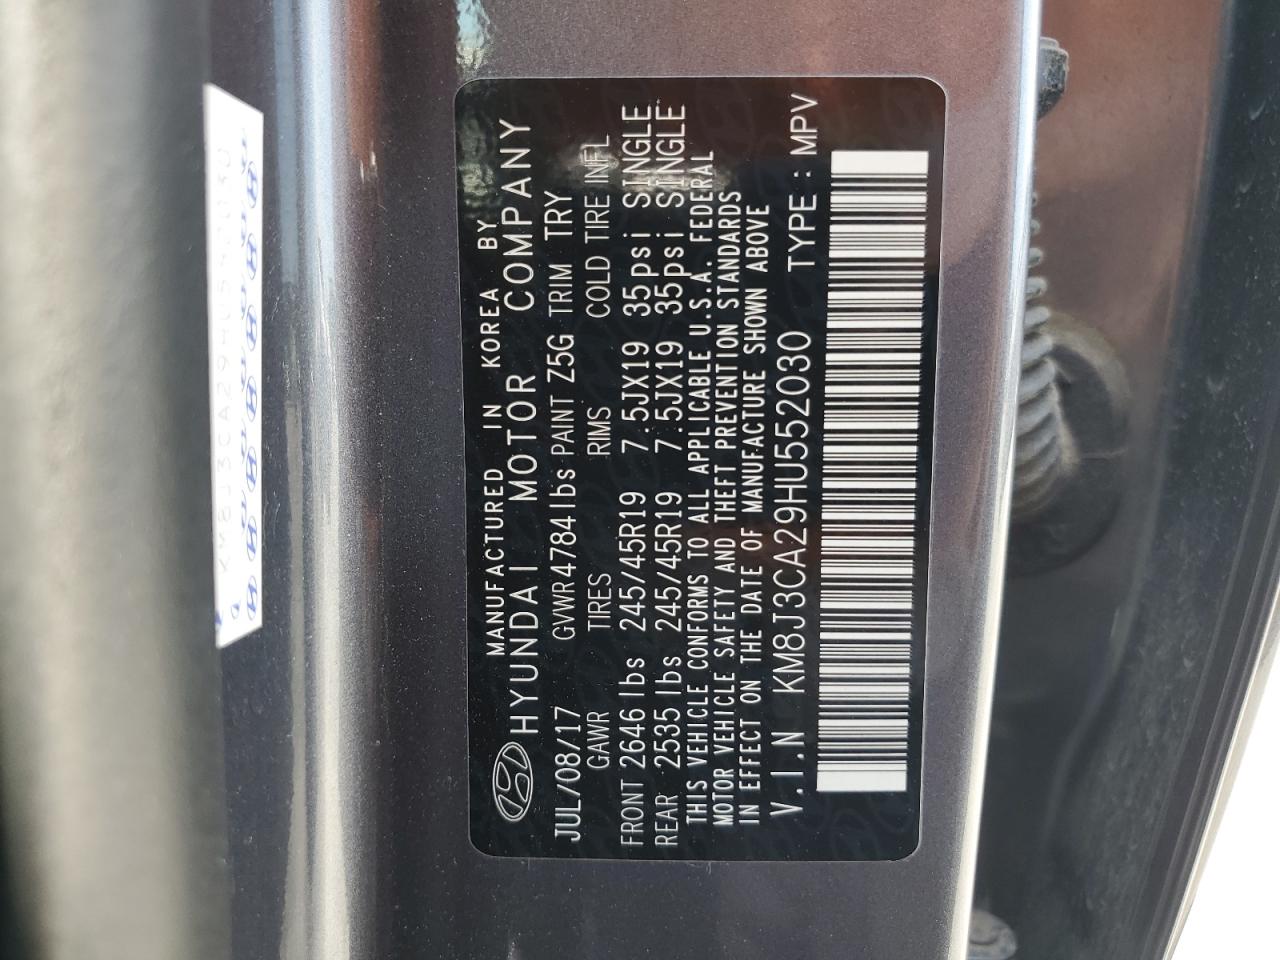 MANUFACTURED IN KOREA BY
HYUNDAI MOTOR COMPANY
JUL/08/17 GVWR4784lbs PAINT Z5G TRIM TRY
GAWR TIRES RIMS COLD TIRE INFL
FRONT 2646 lbs 245/45R19 7.5JX19 35psi SINGLE
REAR 2535 lbs 245/45R19 7.5JX19 35psi SINGLE
THIS VEHICLE CONFORMS TO ALL APPLICABLE U.S.A. FEDERAL
MOTOR VEHICLE SAFETY AND THEFT PREVENTION STANDARDS
IN EFFECT ON THE DATE OF MANUFACTURE SHOWN ABOVE
V.I.N KM8J3CA29HU552030 TYPE : MPV